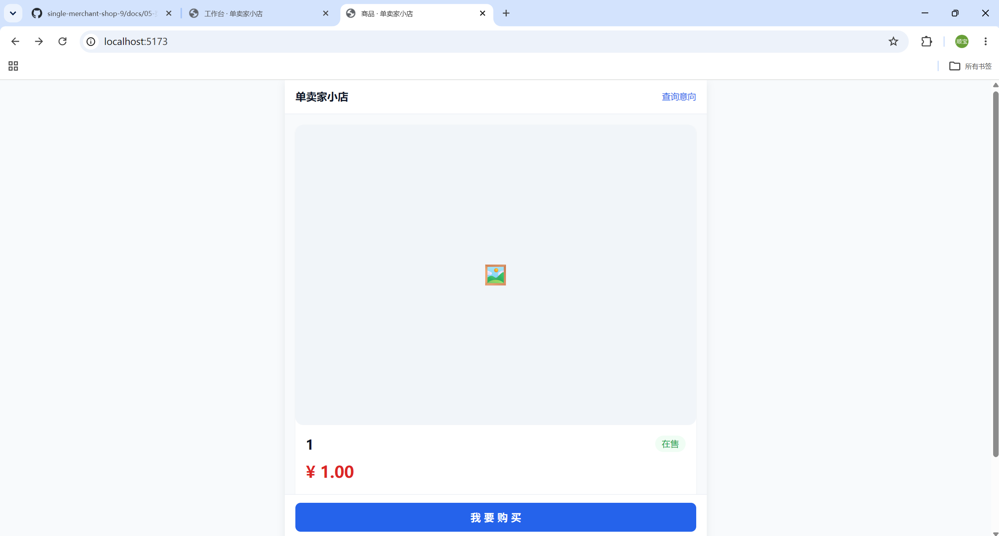 single-merchant-shop-9/docs/05-
工作台 · 单卖家小店
商品 · 单卖家小店
localhost:5173
顺宝
所有书签
单卖家小店
查询意向
1
在售
¥ 1.00
我要购买